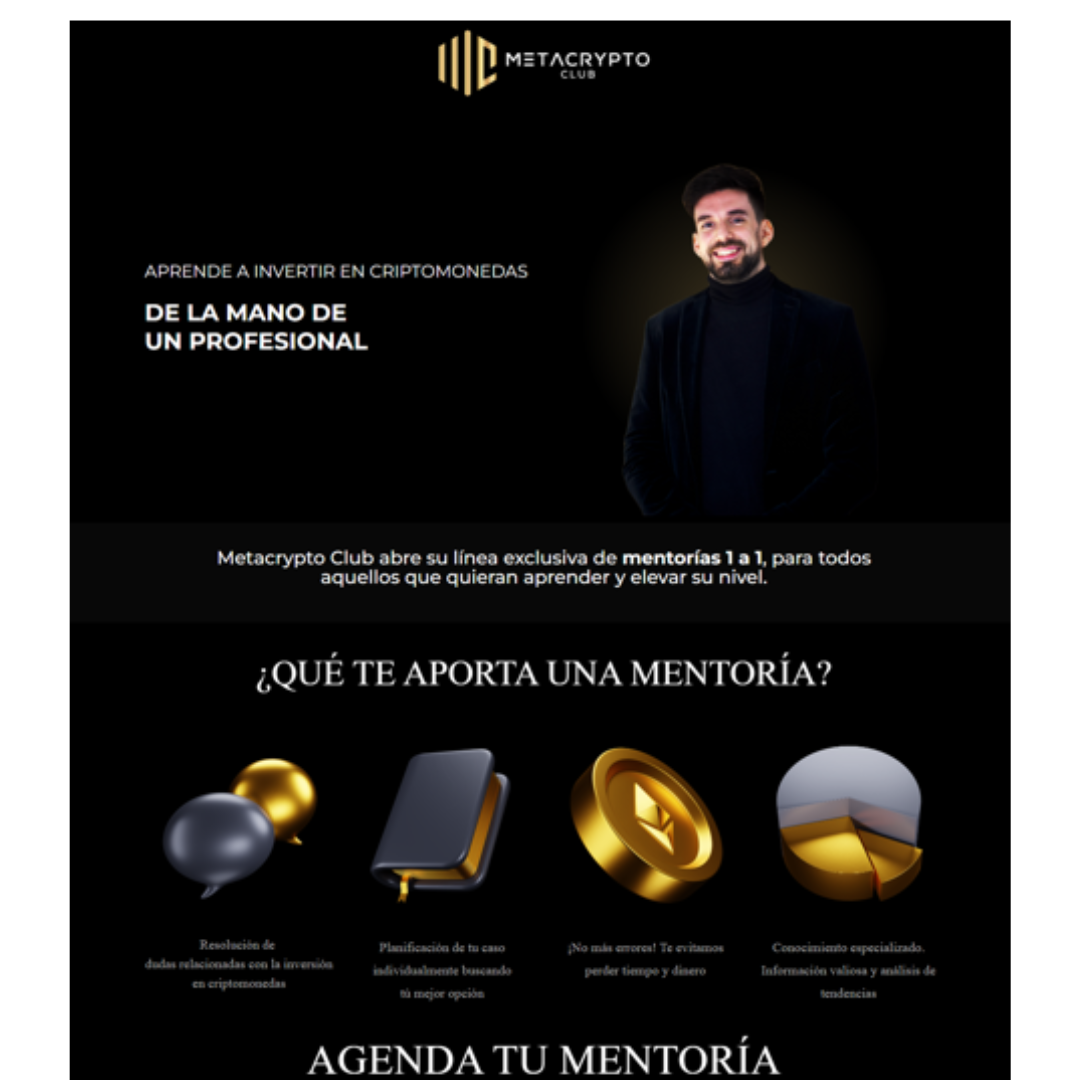 METACRYPTO
CLUB
APRENDE A INVERTIR EN CRIPTOMONEDAS
DE LA MANO DE
UN PROFESIONAL
Metacrypto Club abre su línea exclusiva de mentorías 1 a 1, para todos
aquellos que quieran aprender y elevar su nivel.
¿QUÉ TE APORTA UNA MENTORÍA?
Resolución de
dudas relacionadas con la inversión
en criptomonedas
Planificación de tu caso
individualmente buscando
tú mejor opción
¡No más errores! Te evitamos
perder tiempo y dinero
Conocimiento especializado.
Información valiosa y análisis de
tendencias
AGENDA TU MENTORÍA